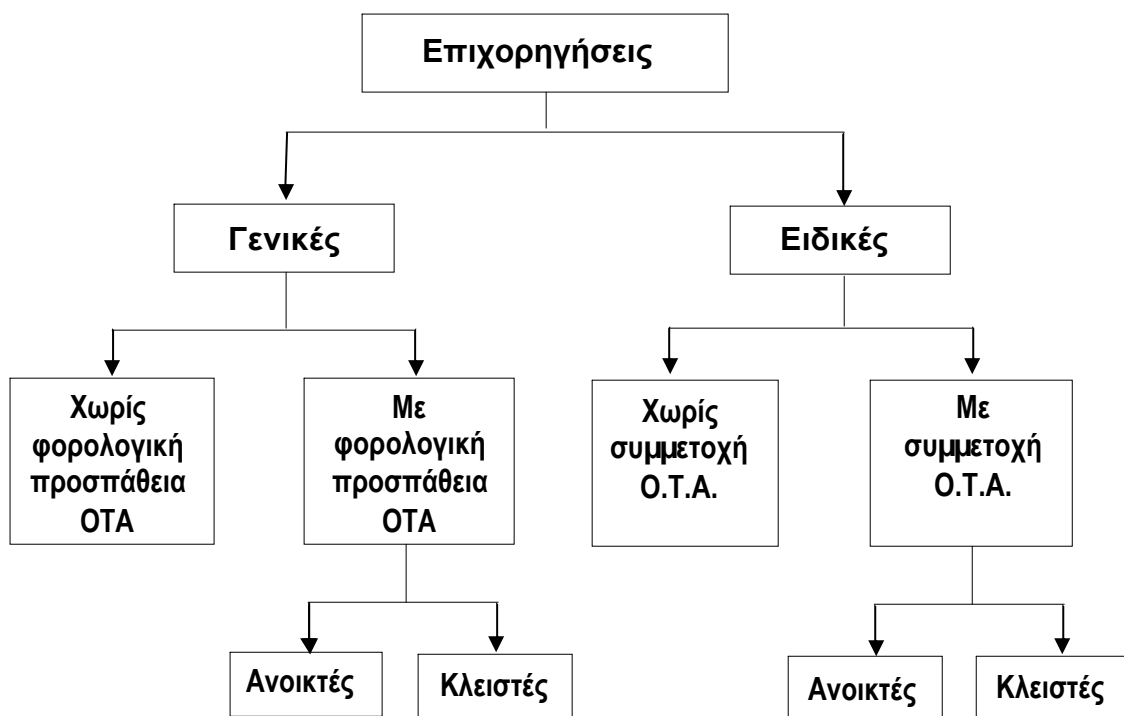 Επιχορηγήσεις
Γενικές
Ειδικές
Χωρίς
φορολογική
προσπάθεια
ΟΤΑ
Με
φορολογική
προσπάθεια
ΟΤΑ
Χωρίς
συμμετοχή
Ο.Τ.Α.
Με
συμμετοχή
Ο.Τ.Α.
Ανοικτές
Κλειστές
Ανοικτές
Κλειστές